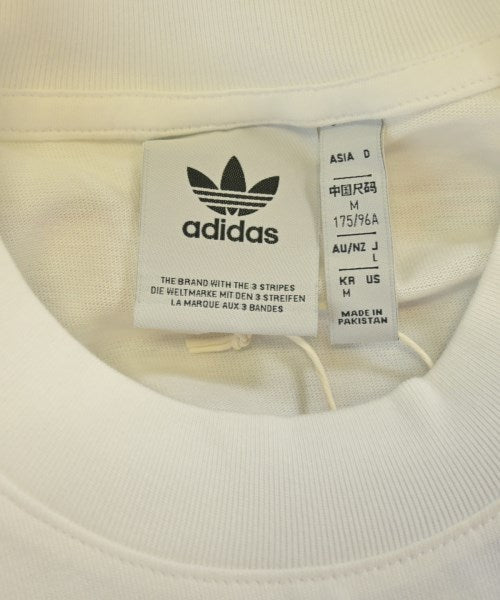 adidas
THE BRAND WITH THE 3 STRIPES
DIE WELTMARKE MIT DEN 3 STREIFEN
LA MARQUE AUX 3 BANDES
ASIA D
中国尺码
M
175/96A
AU/NZ J
L
KR US
M
MADE IN
PAKISTAN